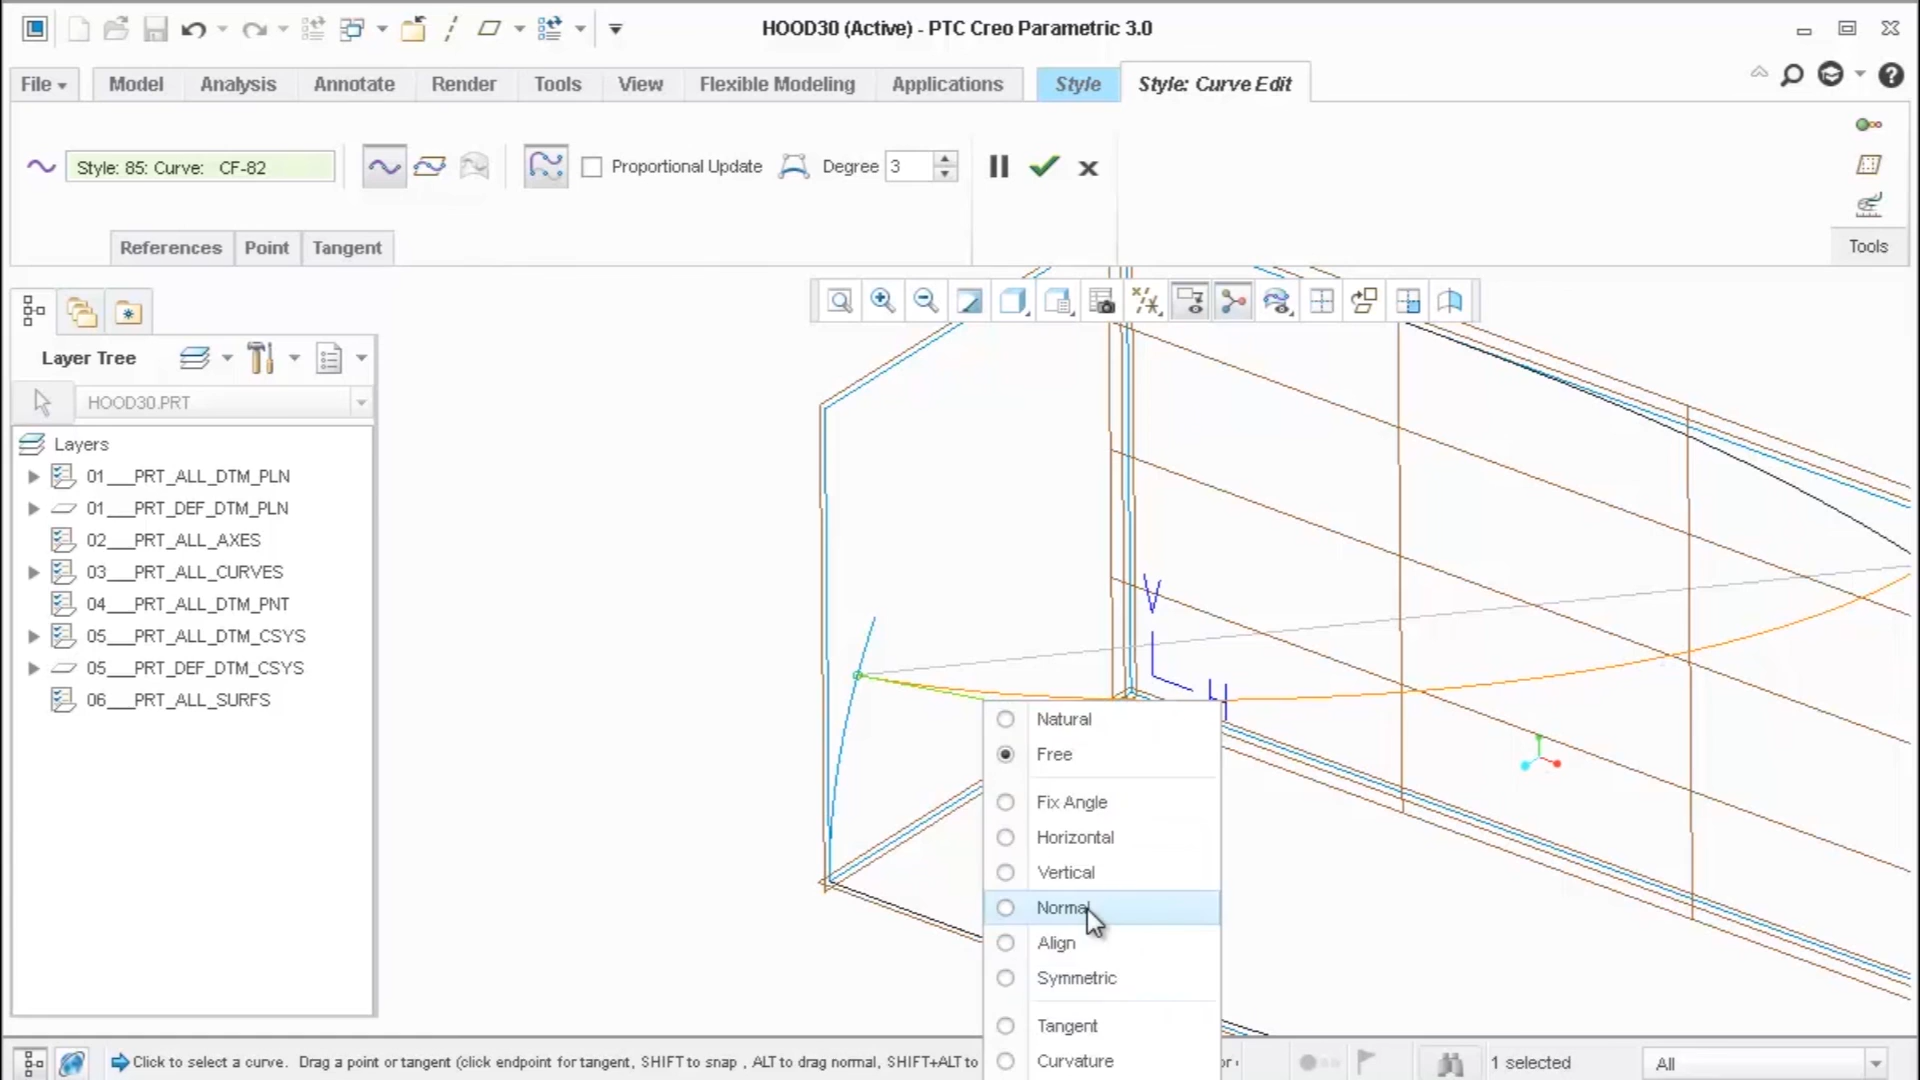 HOOD30 (Active) - PTC Creo Parametric 3.0
File Model Analysis Annotate Render Tools View Flexible Modeling Applications Style Style: Curve Edit
Style: 85: Curve: CF-82
Proportional Update
Degree 3
References Point Tangent
Tools
Layer Tree
HOOD30.PRT
Layers
01___PRT_ALL_DTM_PLN
01___PRT_DEF_DTM_PLN
02___PRT_ALL_AXES
03___PRT_ALL_CURVES
04___PRT_ALL_DTM_PNT
05___PRT_ALL_DTM_CSYS
05___PRT_DEF_DTM_CSYS
06___PRT_ALL_SURFS
V
H
Natural
Free
Fix Angle
Horizontal
Vertical
Normal
Align
Symmetric
Tangent
Curvature
Click to select a curve. Drag a point or tangent (click endpoint for tangent, SHIFT to snap , ALT to drag normal, SHIFT+ALT to
1 selected
All